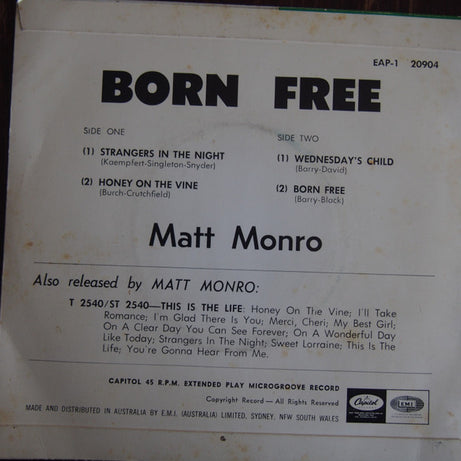 EAP-1 20904
BORN FREE
SIDE ONE
(1) STRANGERS IN THE NIGHT
(Kaempfert-Singleton-Snyder)
(2) HONEY ON THE VINE
(Burch-Crutchfield)
SIDE TWO
(1) WEDNESDAY'S CHILD
(Barry-David)
(2) BORN FREE
(Barry-Black)
Matt Monro
Also released by MATT MONRO:
T 2540/ST 2540—THIS IS THE LIFE: Honey On The Vine; I'll Take
Romance; I'm Glad There Is You; Merci, Cheri; My Best Girl;
On A Clear Day You Can See Forever; On A Wonderful Day
Like Today; Strangers In The Night; Sweet Lorraine; This Is The
Life; You're Gonna Hear From Me.
CAPITOL 45 R.P.M. EXTENDED PLAY MICROGROOVE RECORD
Copyright Record — All Rights Reserved
MADE AND DISTRIBUTED IN AUSTRALIA BY E.M.I. (AUSTRALIA) LIMITED, SYDNEY, NEW SOUTH WALES
Capitol
EMI